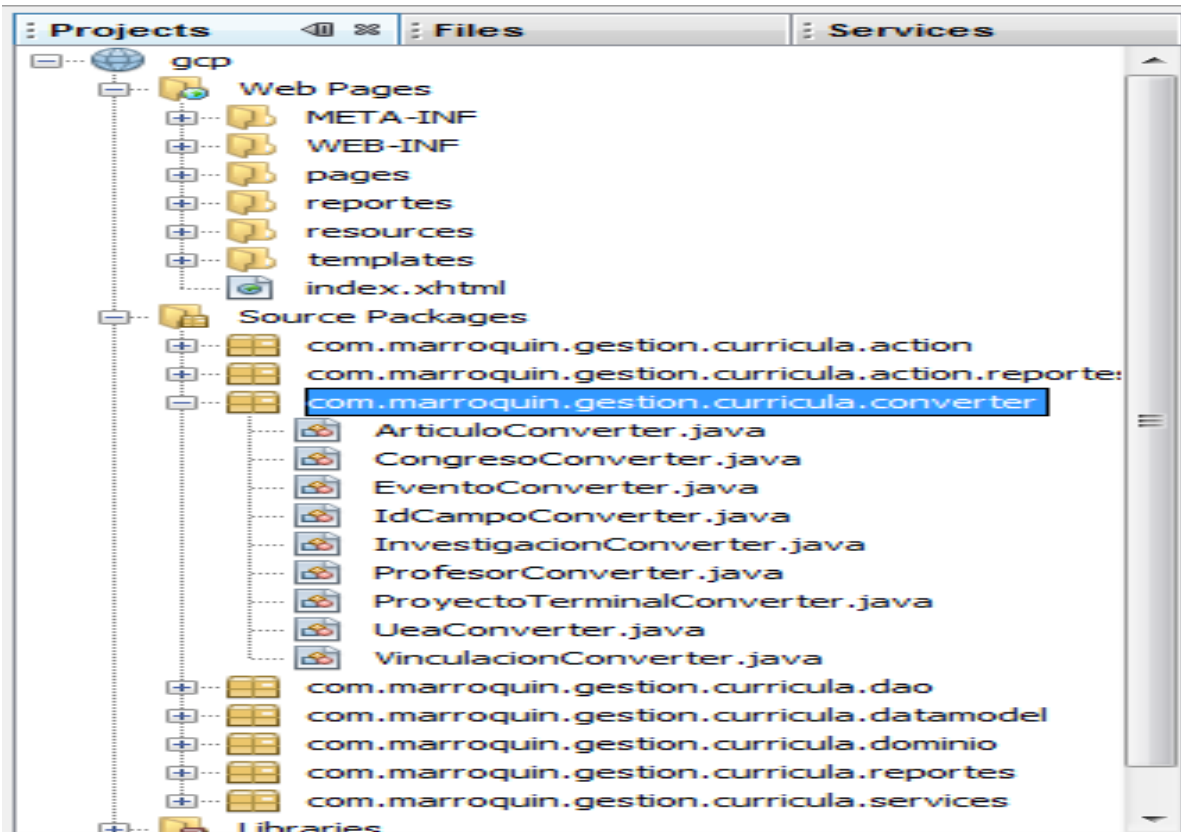 Projects Files Services
gcp
Web Pages
META-INF
WEB-INF
pages
reportes
resources
templates
index.xhtml
Source Packages
com.marroquin.gestion.curricula.action
com.marroquin.gestion.curricula.action.reportes
com.marroquin.gestion.curricula.converter
ArticuloConverter.java
CongresoConverter.java
EventoConverter.java
IdCampoConverter.java
InvestigacionConverter.java
ProfesorConverter.java
ProyectoTerminalConverter.java
UeaConverter.java
VinculacionConverter.java
com.marroquin.gestion.curricula.dao
com.marroquin.gestion.curricula.datamodel
com.marroquin.gestion.curricula.dominio
com.marroquin.gestion.curricula.reportes
com.marroquin.gestion.curricula.services
Libraries